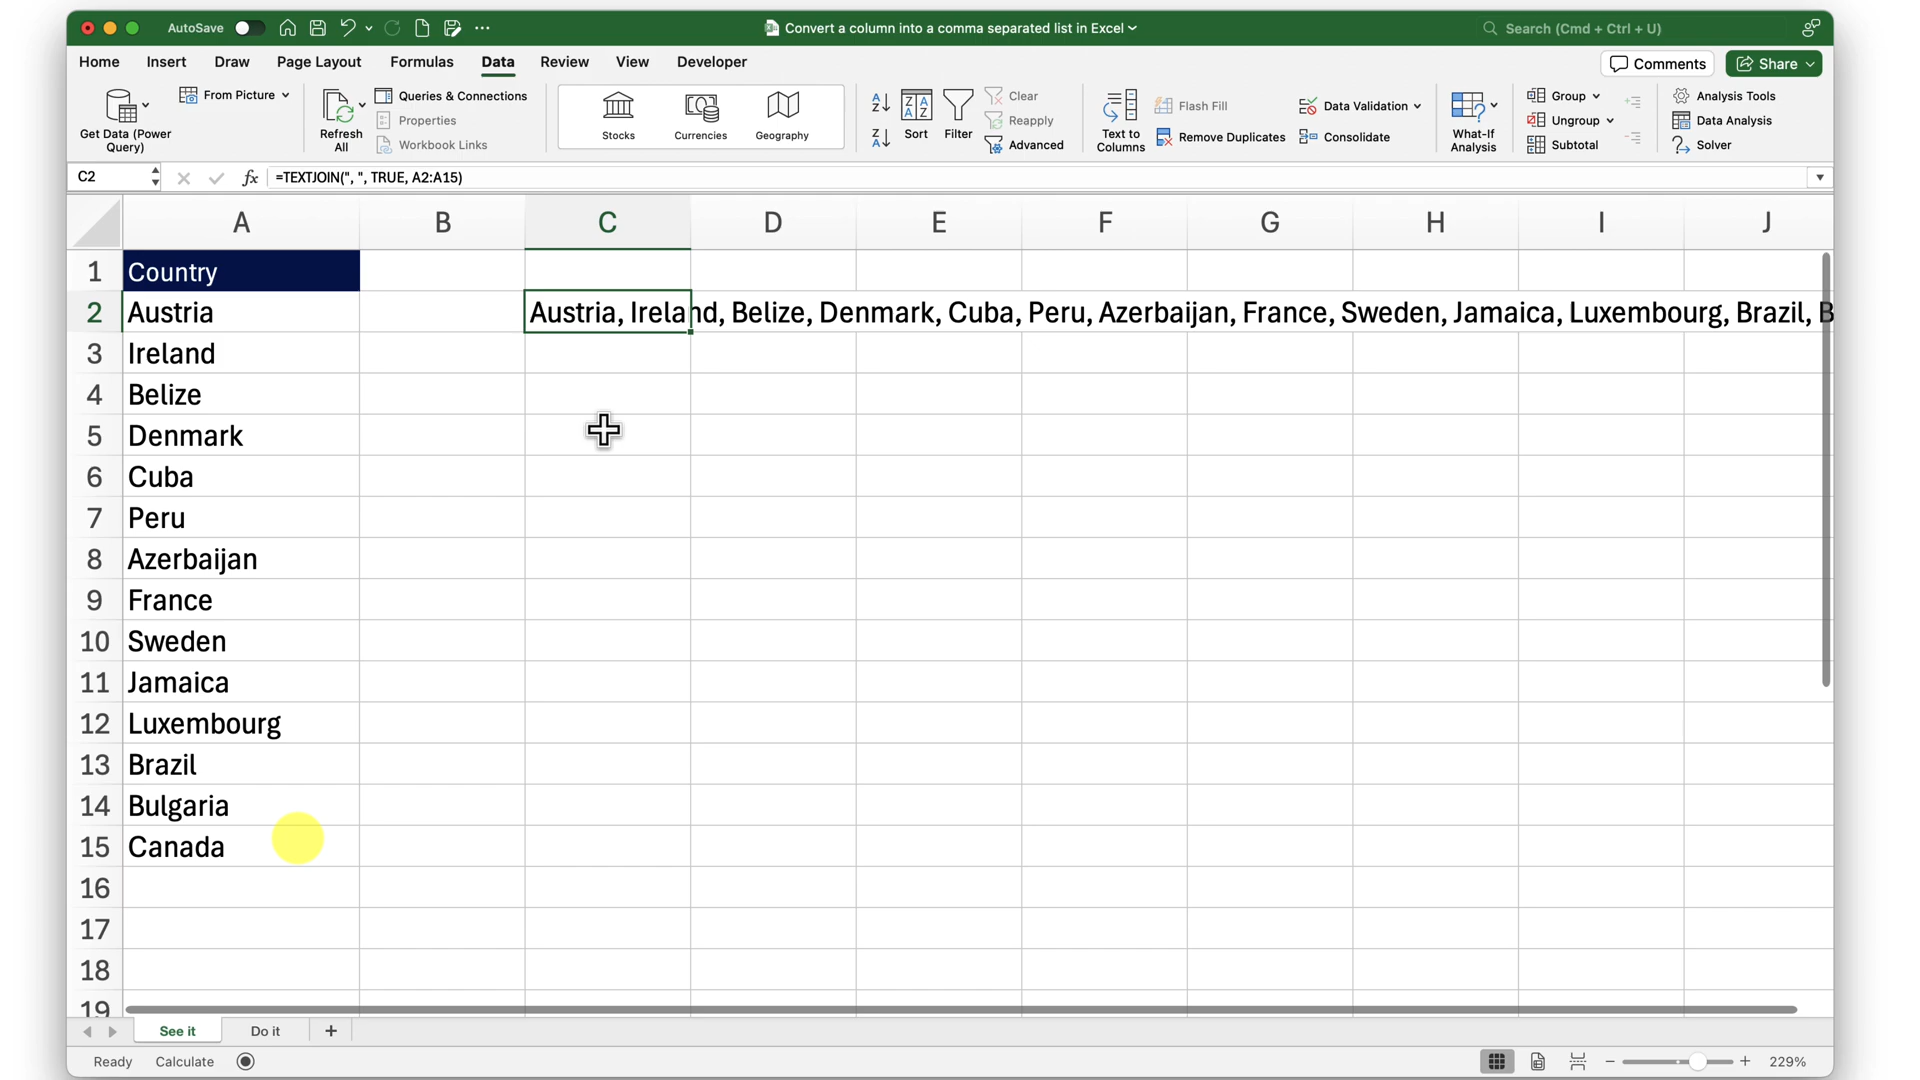 AutoSave
Convert a column into a comma separated list in Excel
Search (Cmd + Ctrl + U)
Home Insert Draw Page Layout Formulas Data Review View Developer
Comments
Share
Get Data (Power Query)
From Picture
Refresh All
Queries & Connections
Properties
Workbook Links
Stocks
Currencies
Geography
Sort
Filter
Clear
Reapply
Advanced
Text to Columns
Flash Fill
Remove Duplicates
Data Validation
Consolidate
What-If Analysis
Group
Ungroup
Subtotal
Analysis Tools
Data Analysis
Solver
C2
fx
=TEXTJOIN(", ", TRUE, A2:A15)
A B C D E F G H I J
1 Country
2 Austria Austria, Ireland, Belize, Denmark, Cuba, Peru, Azerbaijan, France, Sweden, Jamaica, Luxembourg, Brazil, B
3 Ireland
4 Belize
5 Denmark
6 Cuba
7 Peru
8 Azerbaijan
9 France
10 Sweden
11 Jamaica
12 Luxembourg
13 Brazil
14 Bulgaria
15 Canada
16
17
18
19
See it Do it +
Ready Calculate
229%